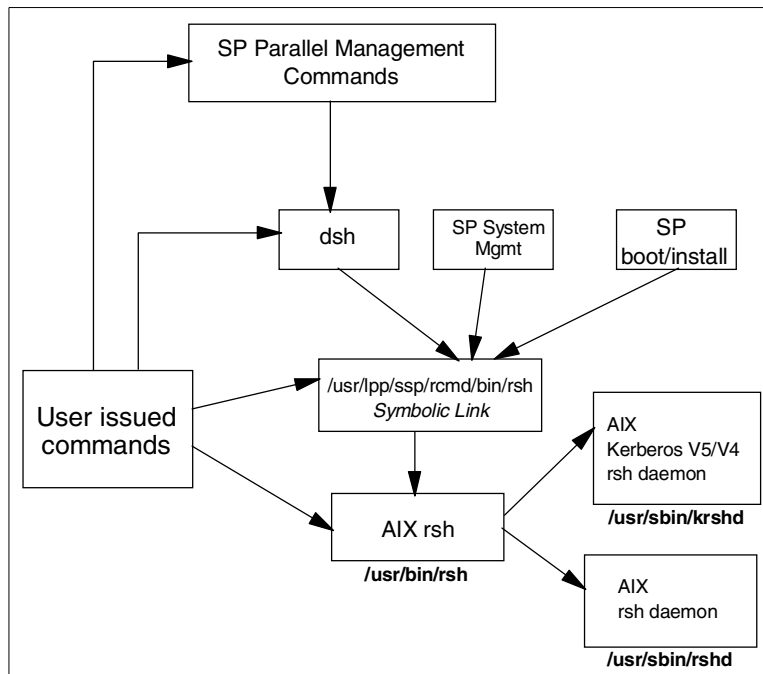 SP Parallel Management
Commands
dsh
SP System
Mgmt
SP
boot/install
/usr/lpp/ssp/rcmd/bin/rsh
Symbolic Link
User issued
commands
AIX
Kerberos V5/V4
rsh daemon
/usr/sbin/krshd
AIX rsh
/usr/bin/rsh
AIX
rsh daemon
/usr/sbin/rshd